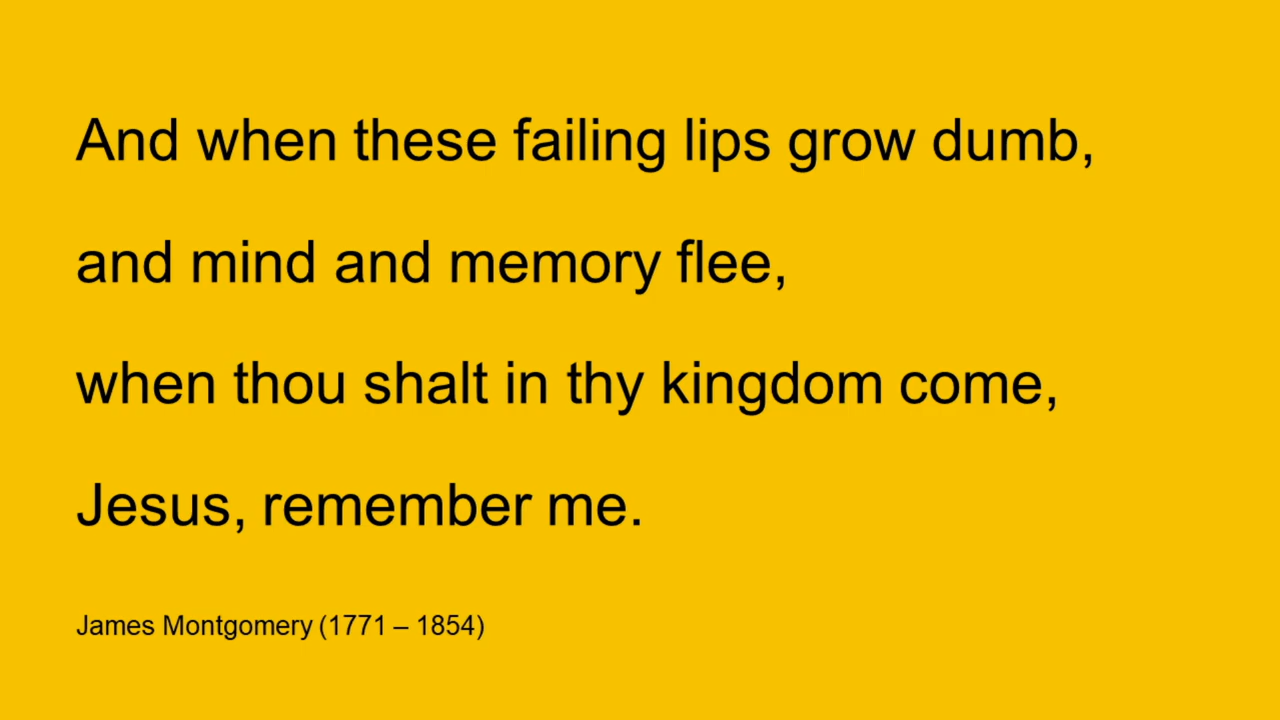 And when these failing lips grow dumb,
and mind and memory flee,
when thou shalt in thy kingdom come,
Jesus, remember me.
James Montgomery (1771 – 1854)